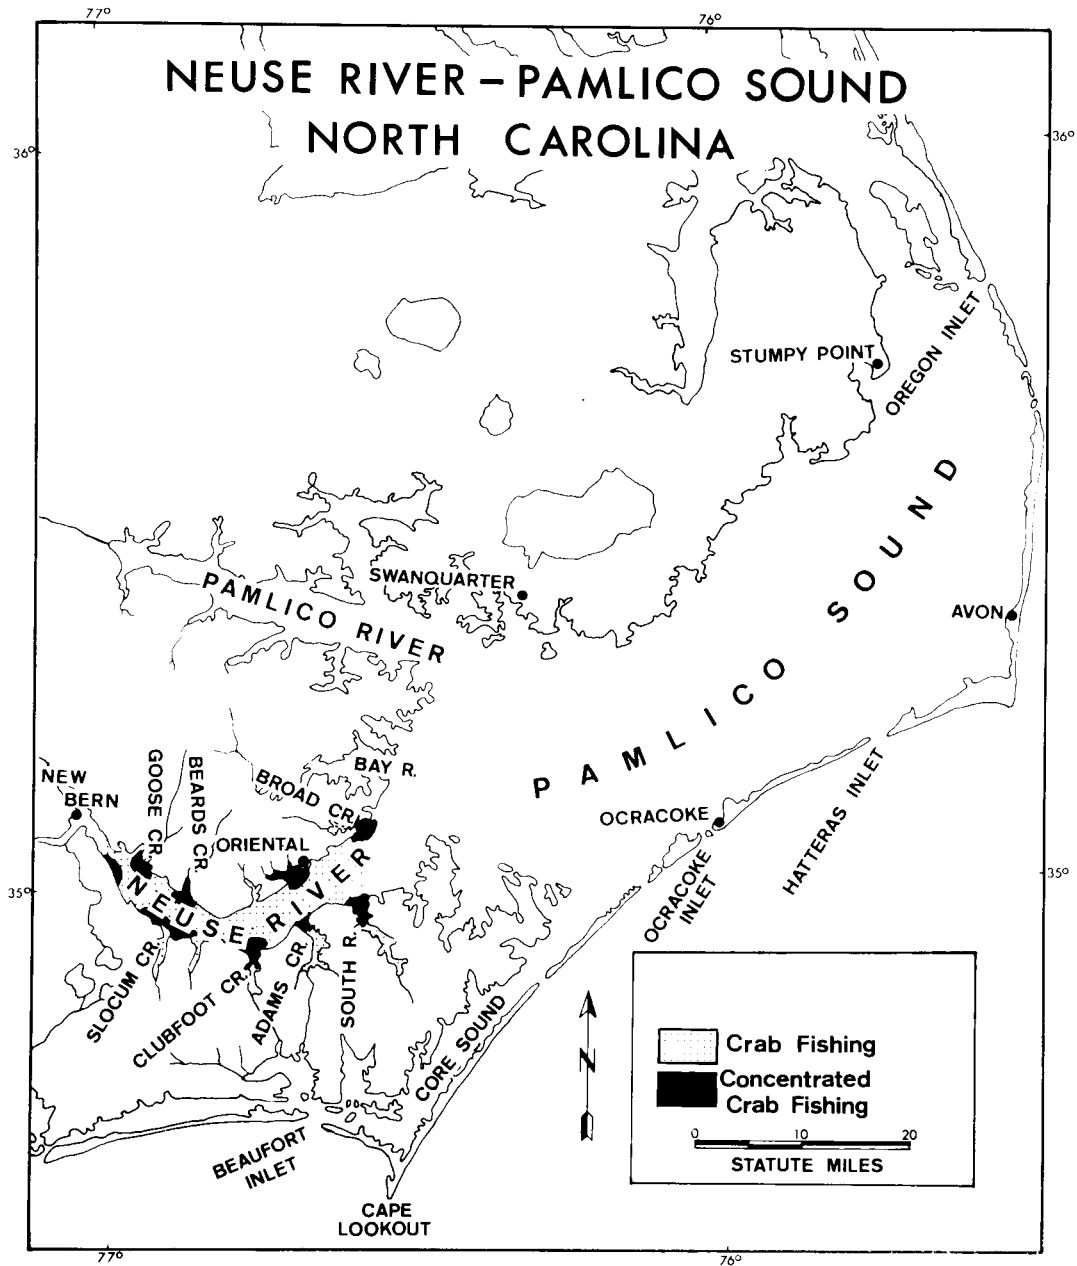 77°
76°
NEUSE RIVER – PAMLICO SOUND
NORTH CAROLINA
36°
36°
STUMPY POINT
OREGON INLET
SWANQUARTER
PAMLICO RIVER
PAMLICO SOUND
AVON
BAY R.
BROAD CR.
GOOSE CR.
BEARDS CR.
NEW
BERN
ORIENTAL
OCRACOKE
HATTERAS INLET
OCRACOKE
INLET
35°
35°
NEUSE RIVER
SLOCUM CR.
CLUBFOOT CR.
ADAMS CR.
SOUTH R.
CORE SOUND
N
Crab Fishing
Concentrated
Crab Fishing
0 10 20
STATUTE MILES
BEAUFORT
INLET
CAPE
LOOKOUT
77°
76°